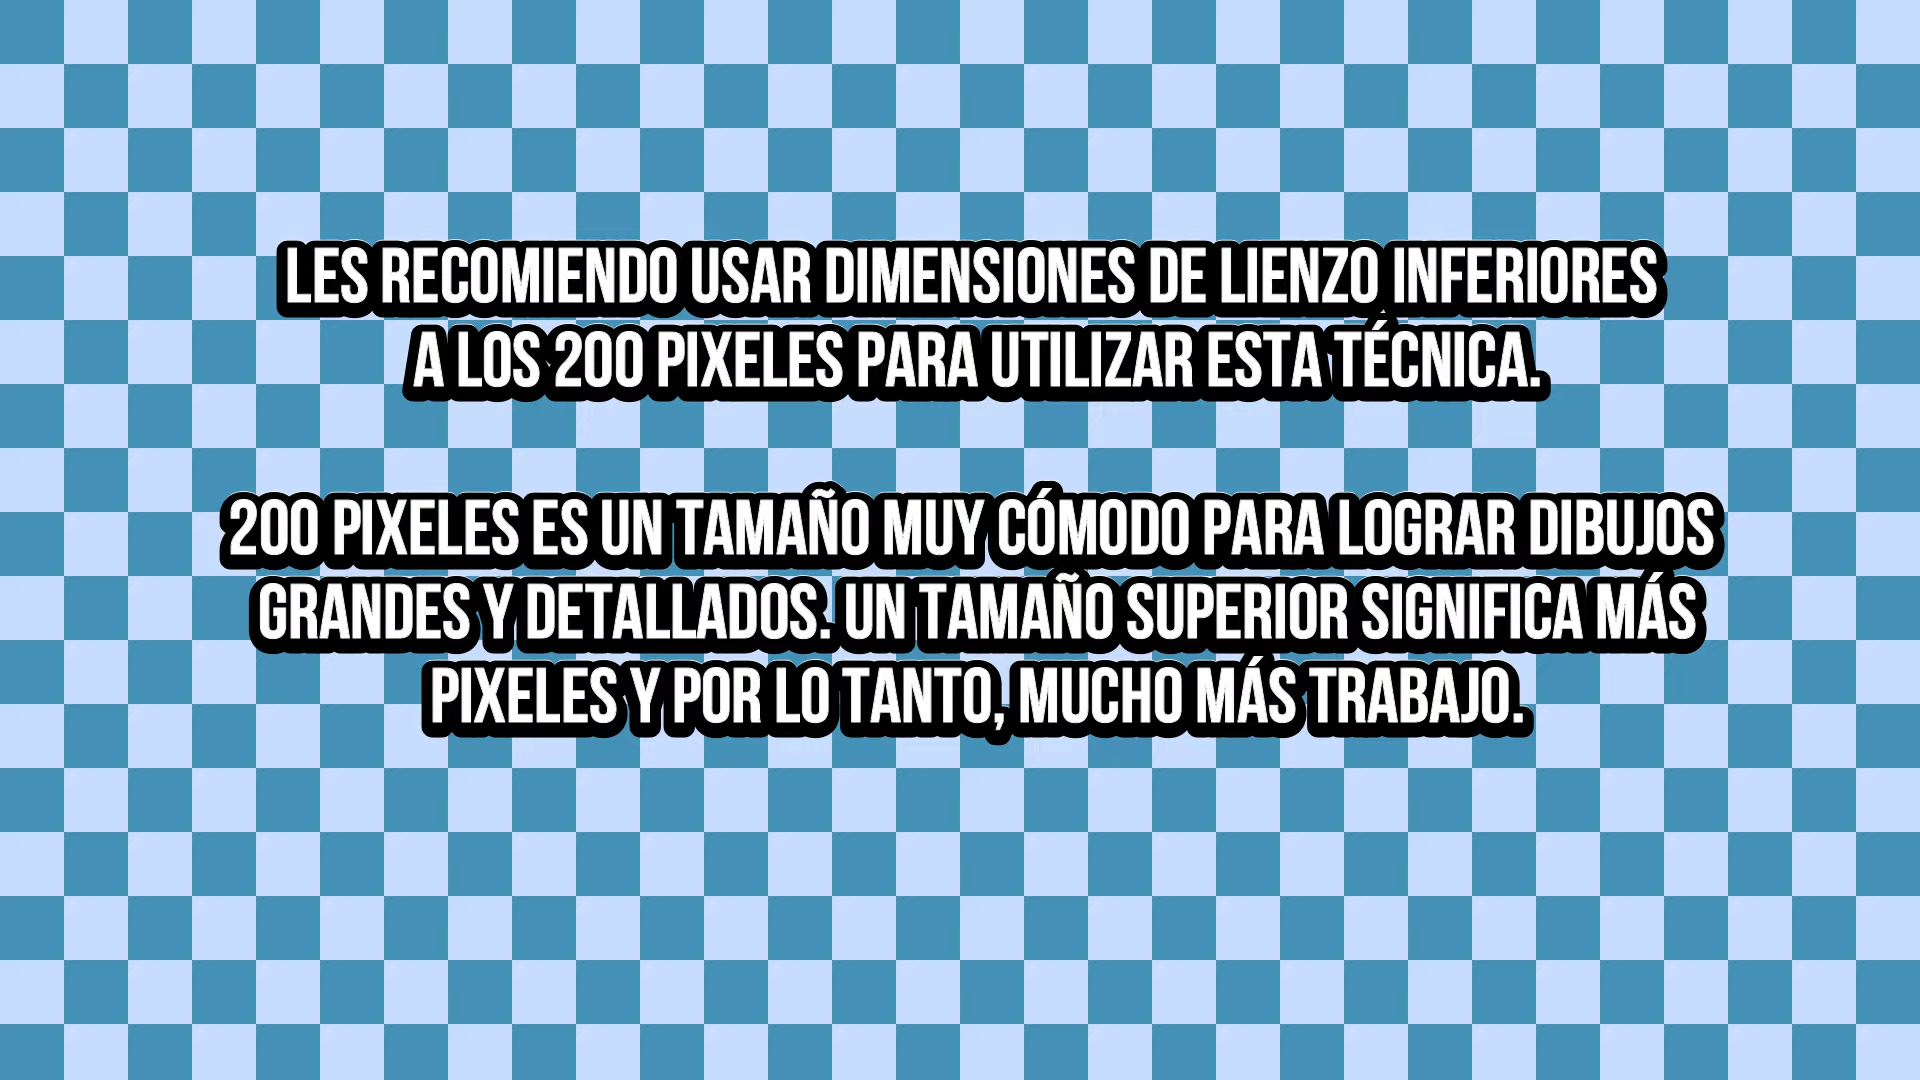 LES RECOMIENDO USAR DIMENSIONES DE LIENZO INFERIORES
A LOS 200 PIXELES PARA UTILIZAR ESTA TÉCNICA.
200 PIXELES ES UN TAMAÑO MUY CÓMODO PARA LOGRAR DIBUJOS
GRANDES Y DETALLADOS. UN TAMAÑO SUPERIOR SIGNIFICA MÁS
PIXELES Y POR LO TANTO, MUCHO MÁS TRABAJO.